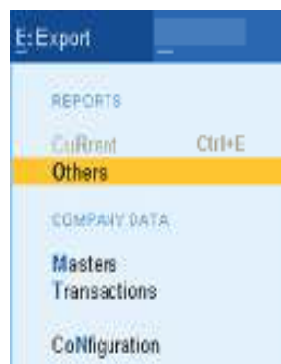 E: Export
REPORTS
CuRrent Ctrl+E
Others
COMPANY DATA
Masters
Transactions
CoNfiguration